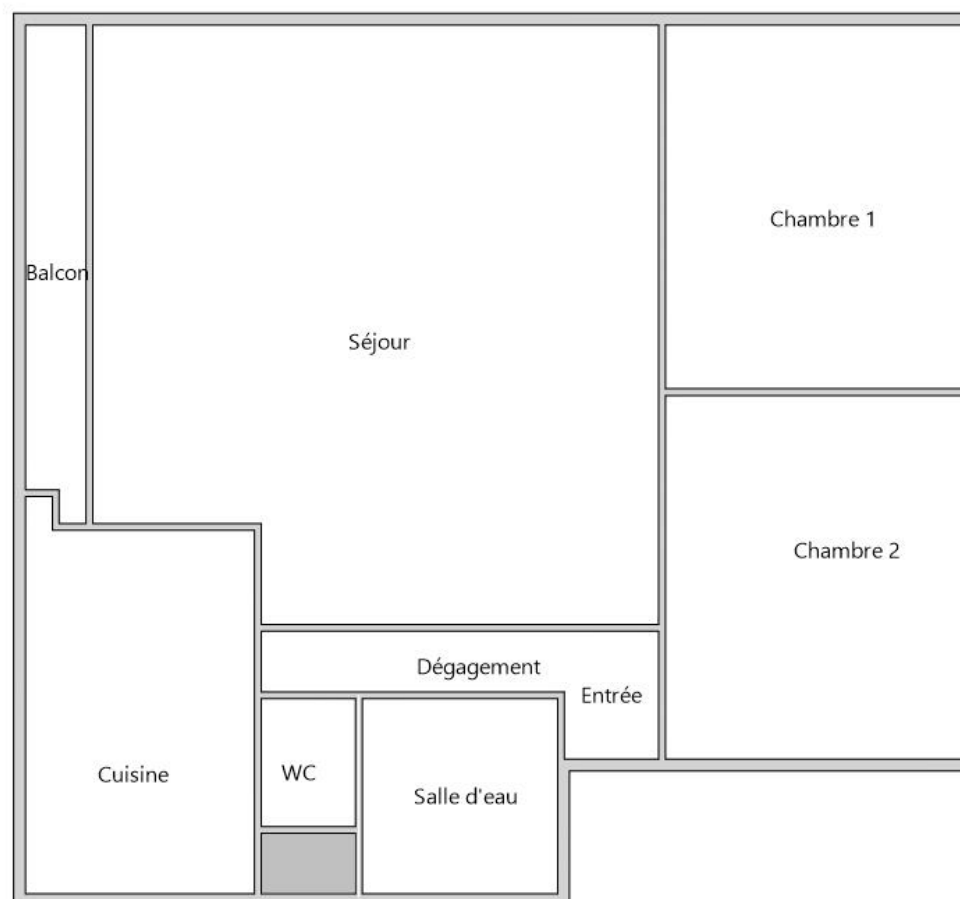 Chambre 1
Balcon
Séjour
Chambre 2
Dégagement
Entrée
Cuisine
WC
Salle d'eau